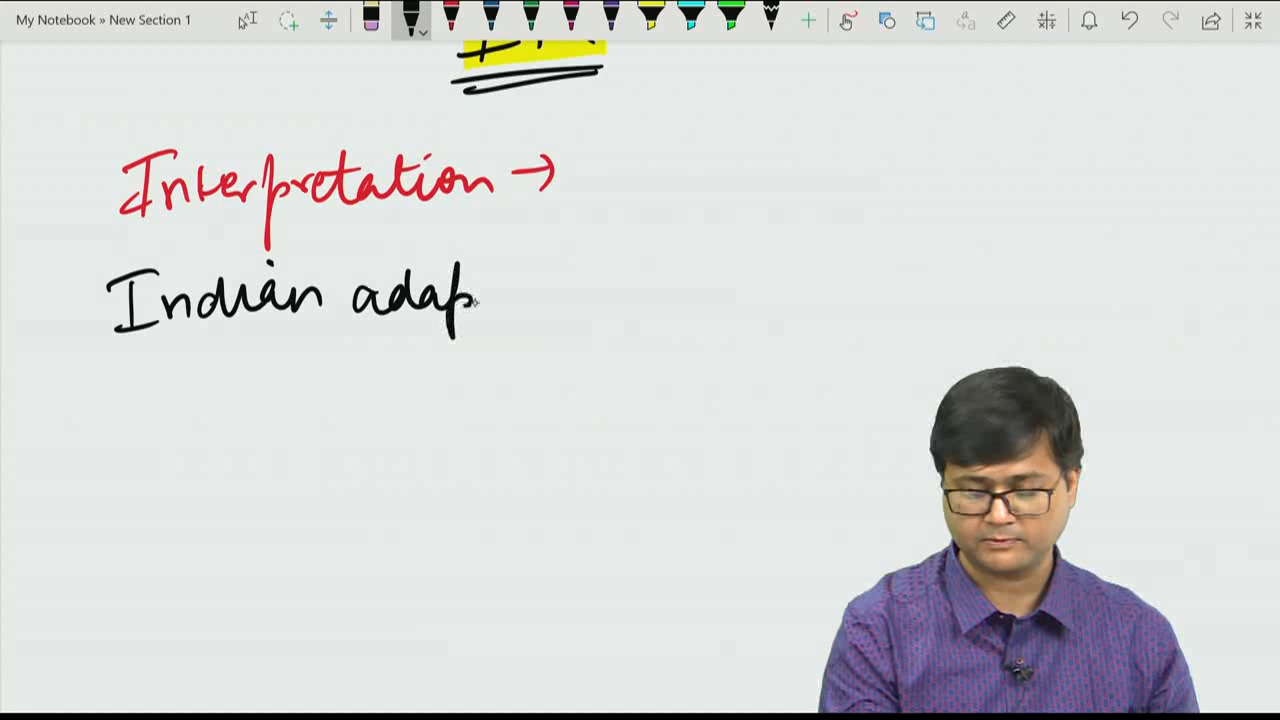 My Notebook » New Section 1
Interpretation →
Indian adap